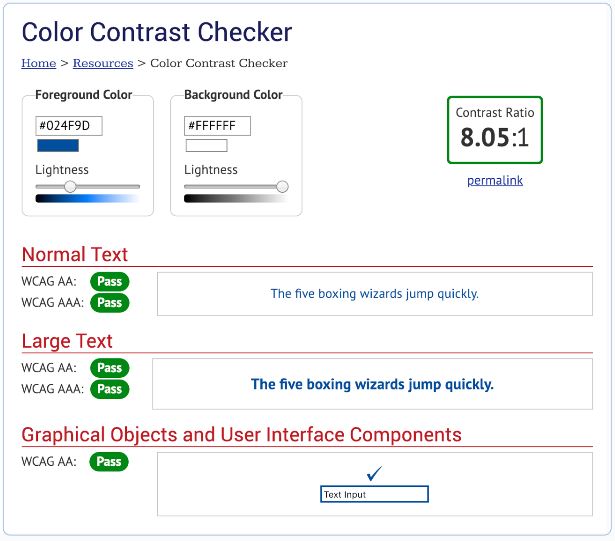 Color Contrast Checker
Home > Resources > Color Contrast Checker
Foreground Color
#024F9D
Lightness
Background Color
#FFFFFF
Lightness
Contrast Ratio
8.05:1
permalink
Normal Text
WCAG AA: Pass
WCAG AAA: Pass
The five boxing wizards jump quickly.
Large Text
WCAG AA: Pass
WCAG AAA: Pass
The five boxing wizards jump quickly.
Graphical Objects and User Interface Components
WCAG AA: Pass
Text Input